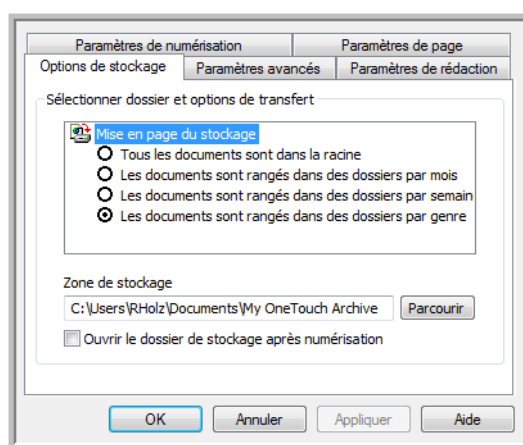 Paramètres de numérisation Paramètres de page
Options de stockage Paramètres avancés Paramètres de rédaction
Sélectionner dossier et options de transfert
Mise en page du stockage
Tous les documents sont dans la racine
Les documents sont rangés dans des dossiers par mois
Les documents sont rangés dans des dossiers par semain
Les documents sont rangés dans des dossiers par genre
Zone de stockage
C:\Users\RHolz\Documents\My OneTouch Archive Parcourir
Ouvrir le dossier de stockage après numérisation
OK Annuler Appliquer Aide